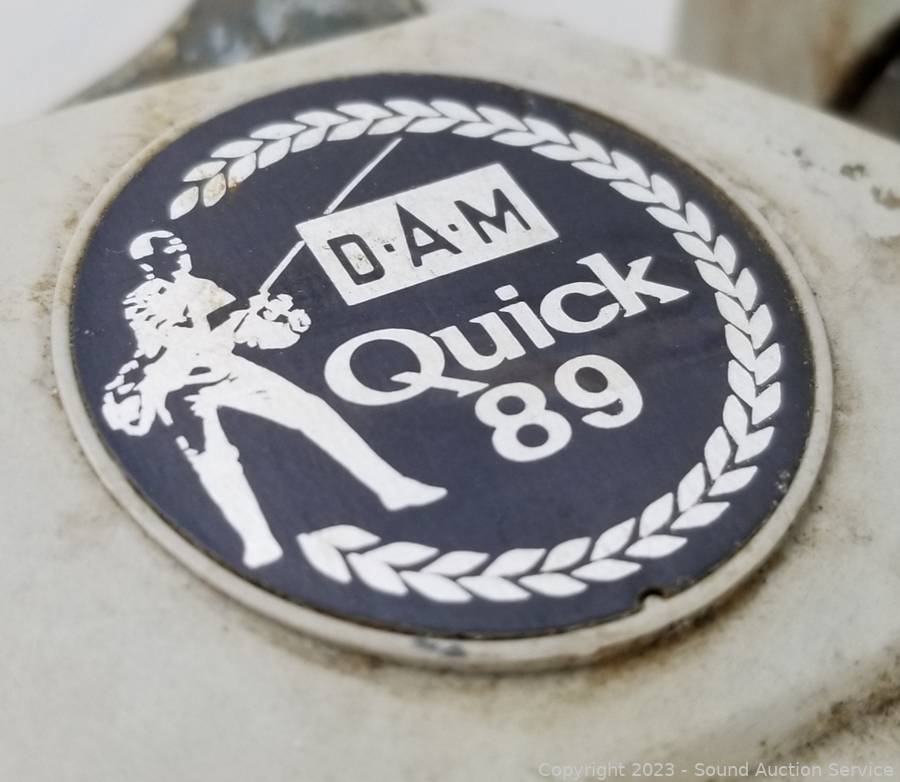 D·A·M
Quick
89
Copyright 2023 - Sound Auction Service